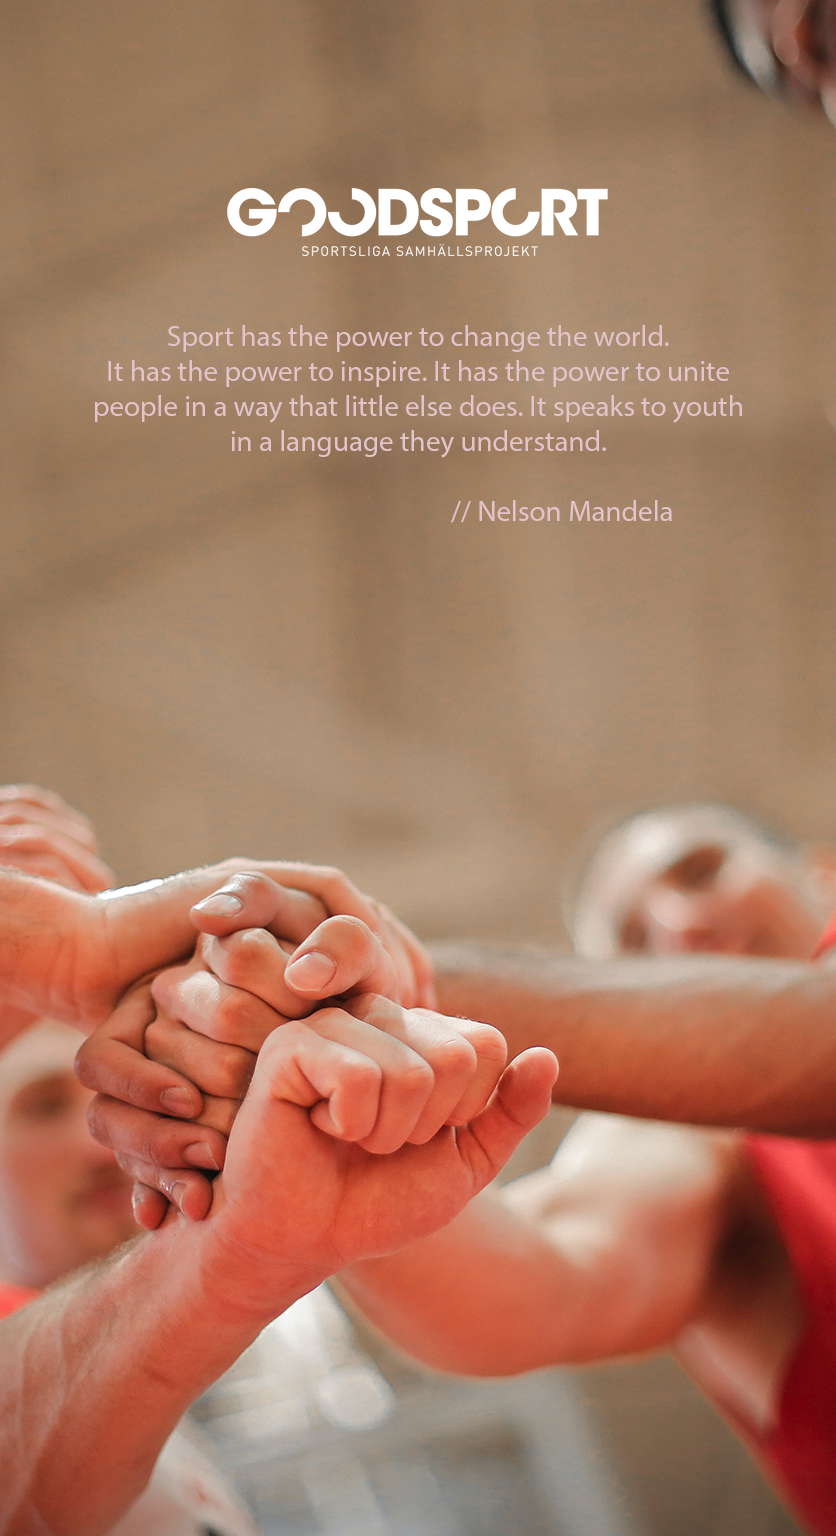 GOODSPORT
SPORTSLIGA SAMHÄLLSPROJEKT
Sport has the power to change the world.
It has the power to inspire. It has the power to unite
people in a way that little else does. It speaks to youth
in a language they understand.
// Nelson Mandela